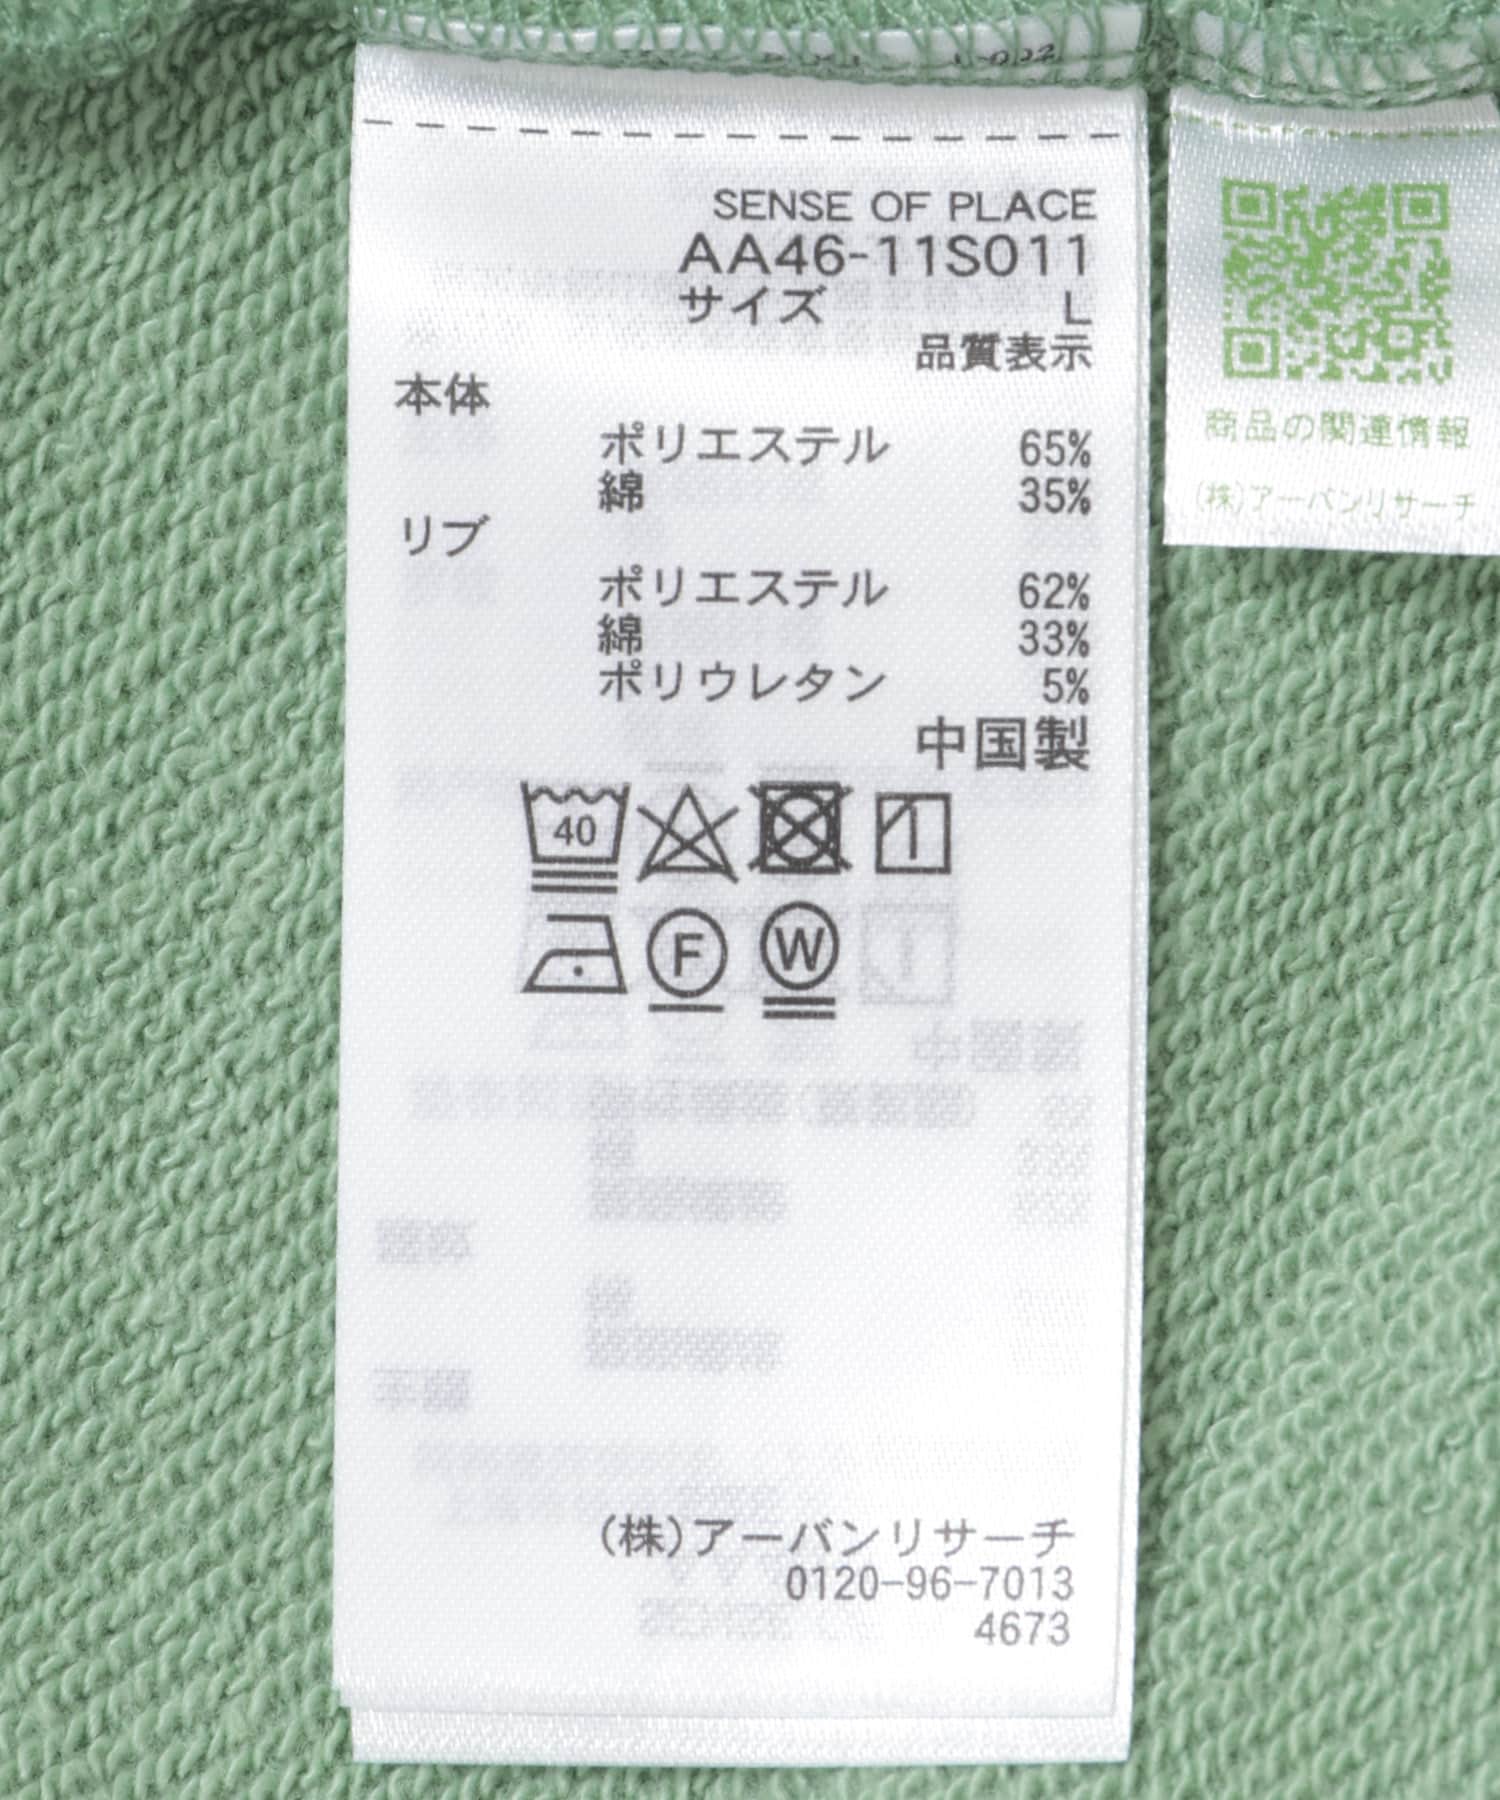 SENSE OF PLACE
AA46-11S011
サイズ L
品質表示
本体
ポリエステル 65%
綿 35%
リブ
ポリエステル 62%
綿 33%
ポリウレタン 5%
中国製
40
F
W
(株)アーバンリサーチ
0120-96-7013
4673
商品の関連情報
(株)アーバンリサーチ